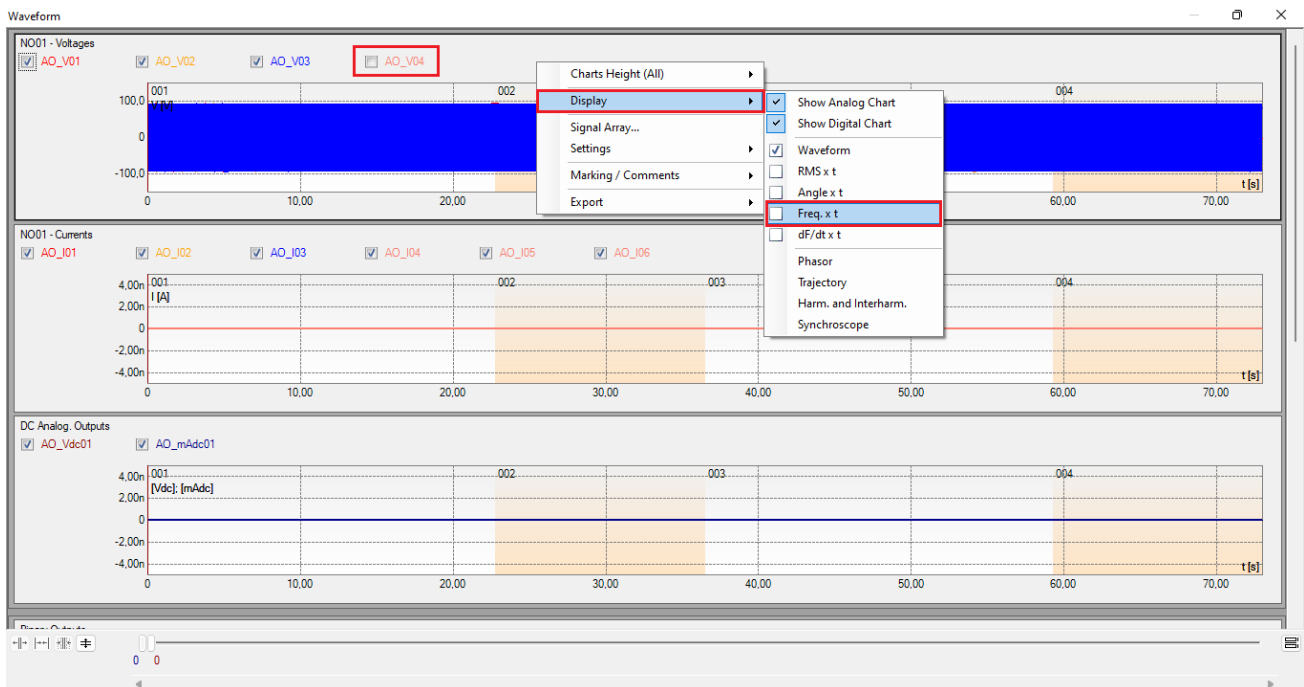 Waveform
NO01 - Voltages
AO_V01 AO_V02 AO_V03 AO_V04
001 002 004
100,0
V [V]
0
-100,0
t [s]
0 10,00 20,00 60,00 70,00
Charts Height (All)
Display
Signal Array...
Settings
Marking / Comments
Export
Show Analog Chart
Show Digital Chart
Waveform
RMS x t
Angle x t
Freq. x t
dF/dt x t
Phasor
Trajectory
Harm. and Interharm.
Synchroscope
NO01 - Currents
AO_I01 AO_I02 AO_I03 AO_I04 AO_I05 AO_I06
001 002 003 004
4,00n
I [A]
2,00n
0
-2,00n
-4,00n
t [s]
0 10,00 20,00 30,00 40,00 50,00 60,00 70,00
DC Analog. Outputs
AO_Vdc01 AO_mAdc01
001 002 003 004
4,00n
[Vdc]; [mAdc]
2,00n
0
-2,00n
-4,00n
t [s]
0 10,00 20,00 30,00 40,00 50,00 60,00 70,00
0 0